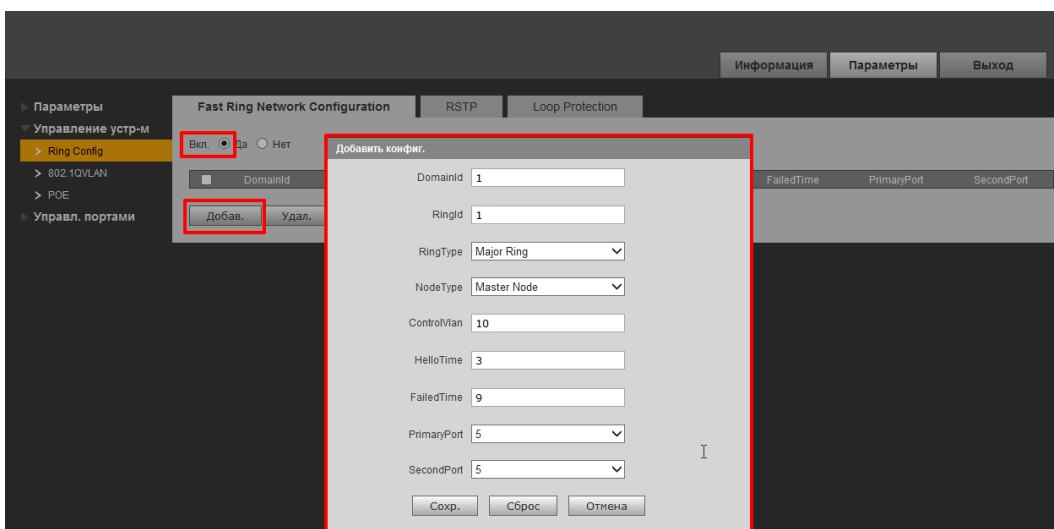 Информация Параметры Выход
Параметры
Управление устр-м
> Ring Config
> 802.1QVLAN
> POE
Управл. портами
Fast Ring Network Configuration RSTP Loop Protection
Вкл. Да Нет
DomainId FailedTime PrimaryPort SecondPort
Добав. Удал.
Добавить конфиг.
DomainId 1
RingId 1
RingType Major Ring
NodeType Master Node
ControlVlan 10
HelloTime 3
FailedTime 9
PrimaryPort 5
SecondPort 5
Сохр. Сброс Отмена